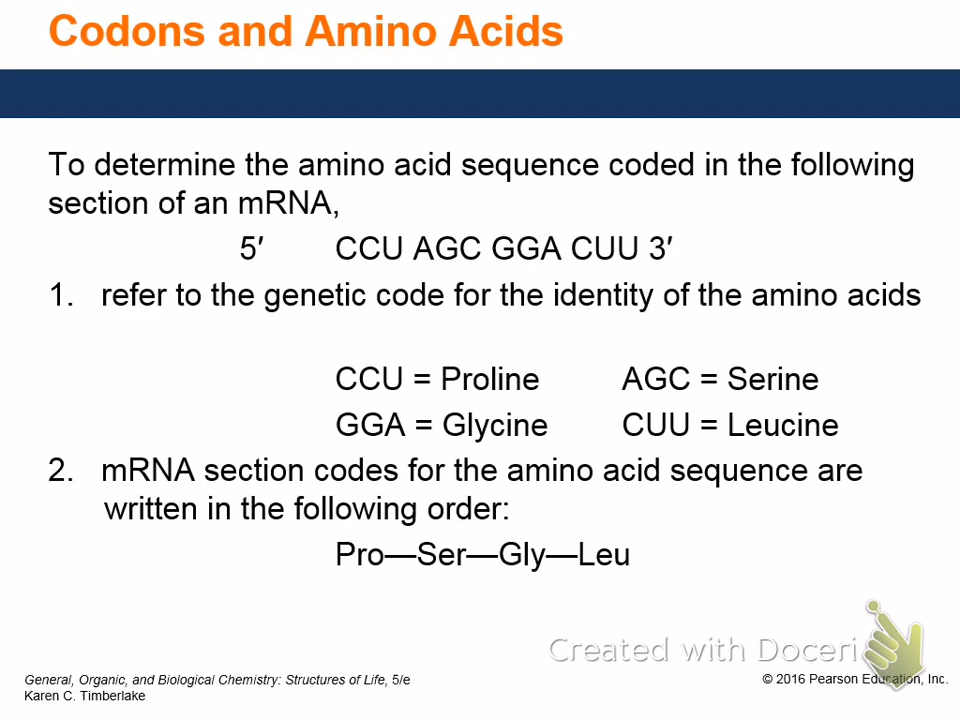 Codons and Amino Acids
To determine the amino acid sequence coded in the following
section of an mRNA,
5′ CCU AGC GGA CUU 3′
1. refer to the genetic code for the identity of the amino acids
CCU = Proline AGC = Serine
GGA = Glycine CUU = Leucine
2. mRNA section codes for the amino acid sequence are
written in the following order:
Pro—Ser—Gly—Leu
Created with Doceri
General, Organic, and Biological Chemistry: Structures of Life, 5/e
Karen C. Timberlake
© 2016 Pearson Education, Inc.